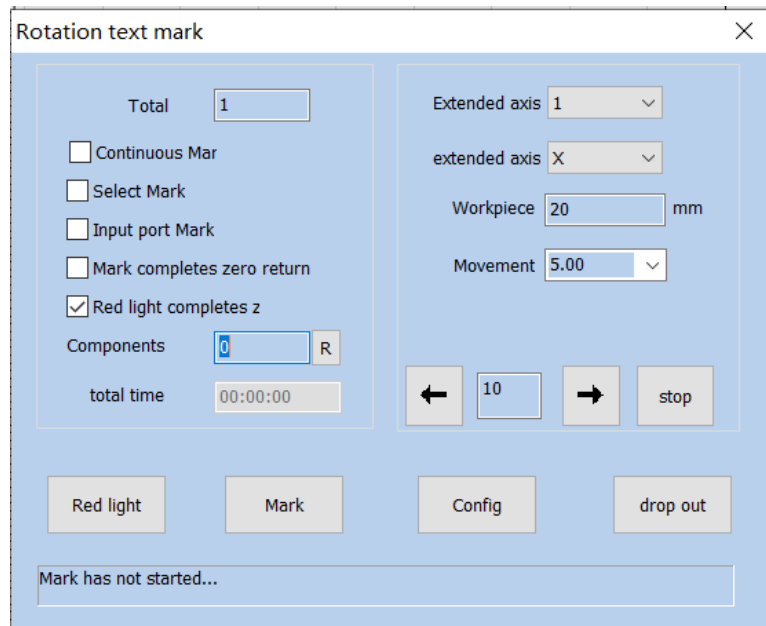 Rotation text mark
Total 1
Continuous Mar
Select Mark
Input port Mark
Mark completes zero return
Red light completes z
Components 0 R
total time 00:00:00
Extended axis 1
extended axis X
Workpiece 20 mm
Movement 5.00
10 stop
Red light Mark Config drop out
Mark has not started...